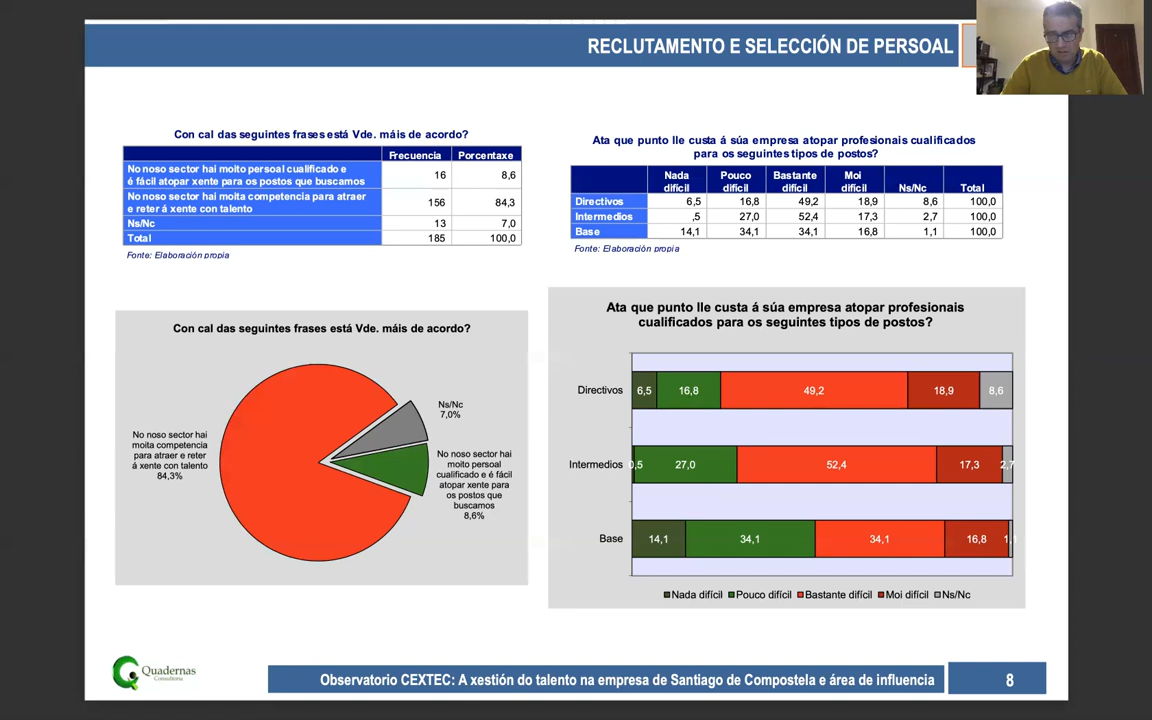 RECLUTAMENTO E SELECCIÓN DE PERSOAL
Con cal das seguintes frases está Vde. máis de acordo?
Frecuencia Porcentaxe
No noso sector hai moito persoal cualificado e
é fácil atopar xente para os postos que buscamos 16 8,6
No noso sector hai moita competencia para atraer
e reter á xente con talento 156 84,3
Ns/Nc 13 7,0
Total 185 100,0
Fonte: Elaboración propia
Ata que punto lle custa á súa empresa atopar profesionais cualificados
para os seguintes tipos de postos?
Nada difícil Pouco difícil Bastante difícil Moi difícil Ns/Nc Total
Directivos 6,5 16,8 49,2 18,9 8,6 100,0
Intermedios ,5 27,0 52,4 17,3 2,7 100,0
Base 14,1 34,1 34,1 16,8 1,1 100,0
Fonte: Elaboración propia
Con cal das seguintes frases está Vde. máis de acordo?
Ns/Nc
7,0%
No noso sector hai
moita competencia
para atraer e reter
á xente con talento
84,3%
No noso sector hai
moito persoal
cualificado e é fácil
atopar xente para
os postos que
buscamos
8,6%
Ata que punto lle custa á súa empresa atopar profesionais
cualificados para os seguintes tipos de postos?
Directivos 6,5 16,8 49,2 18,9 8,6
Intermedios 0,5 27,0 52,4 17,3 2,7
Base 14,1 34,1 34,1 16,8 1,1
Nada difícil Pouco difícil Bastante difícil Moi difícil Ns/Nc
Quadernas
Consultoría
Observatorio CEXTEC: A xestión do talento na empresa de Santiago de Compostela e área de influencia
8